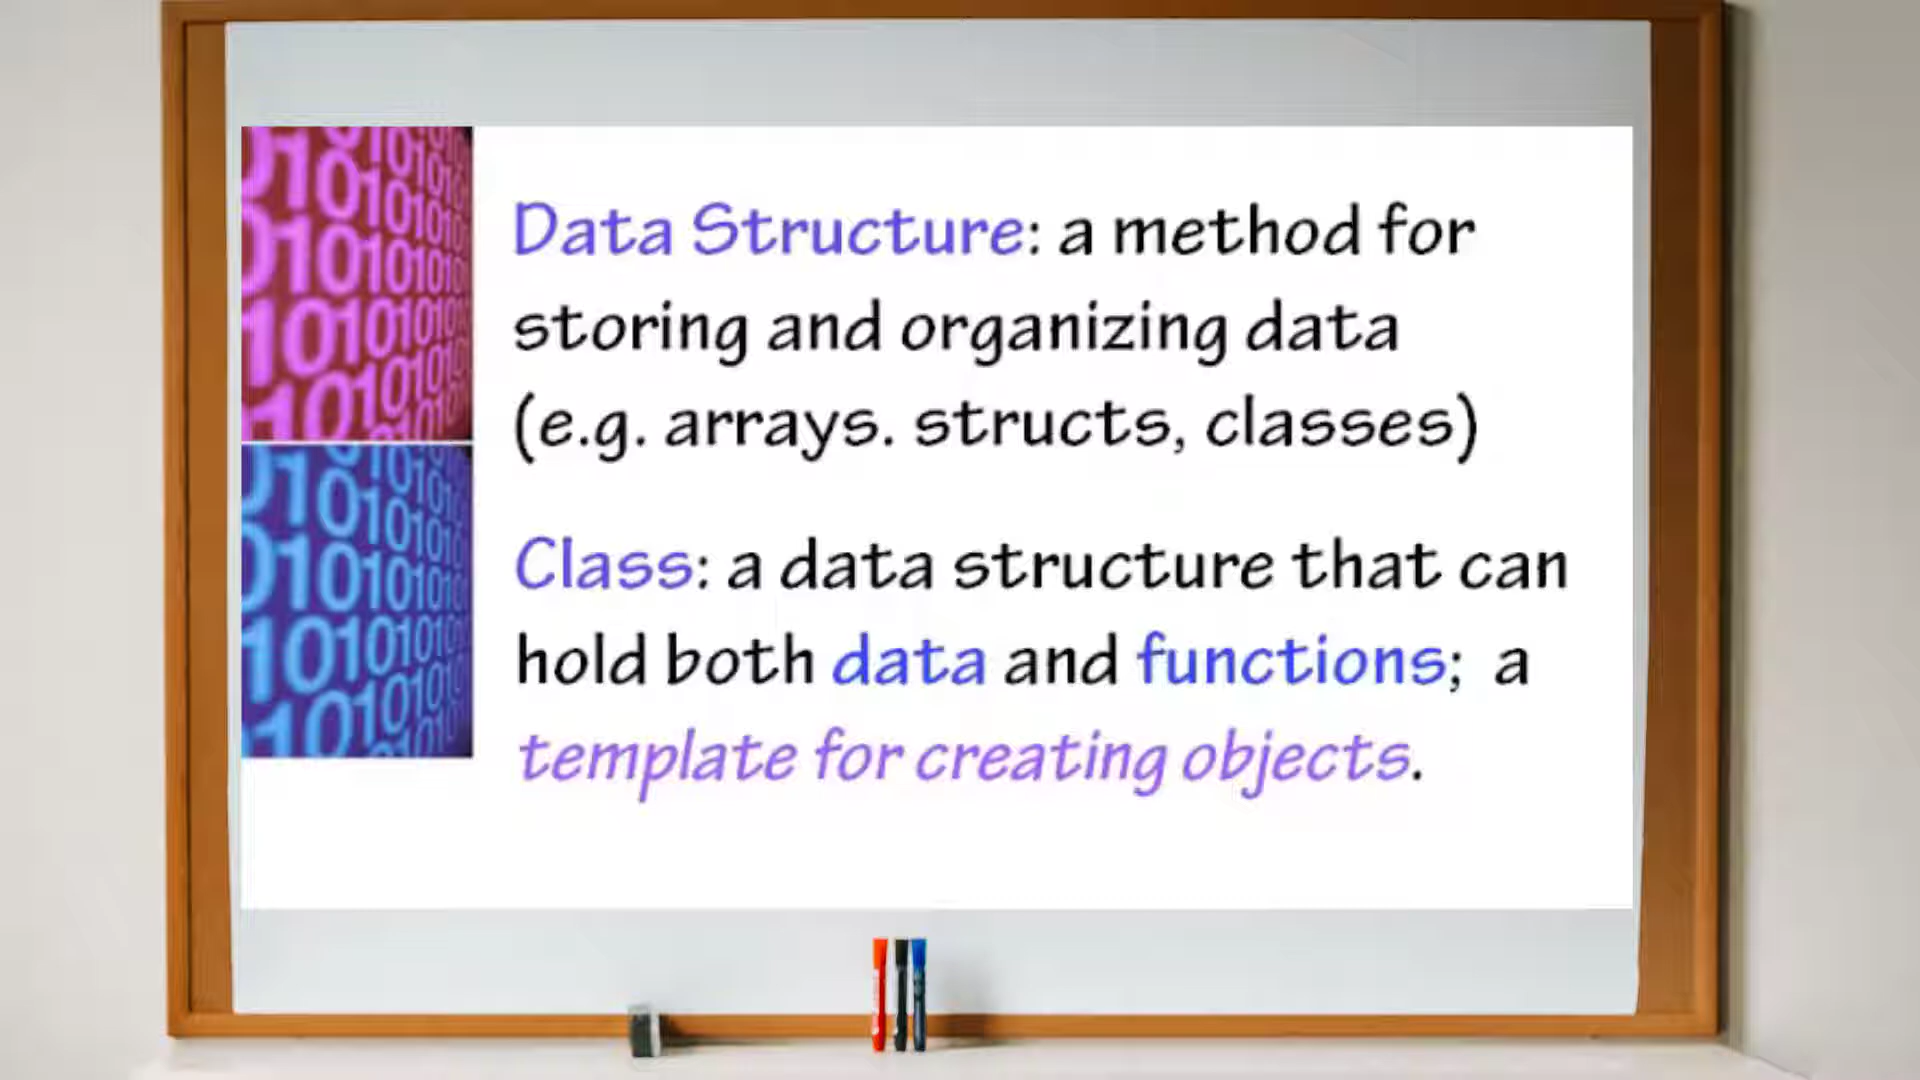 Data Structure: a method for
storing and organizing data
(e.g. arrays. structs, classes)
Class: a data structure that can
hold both data and functions; a
template for creating objects.